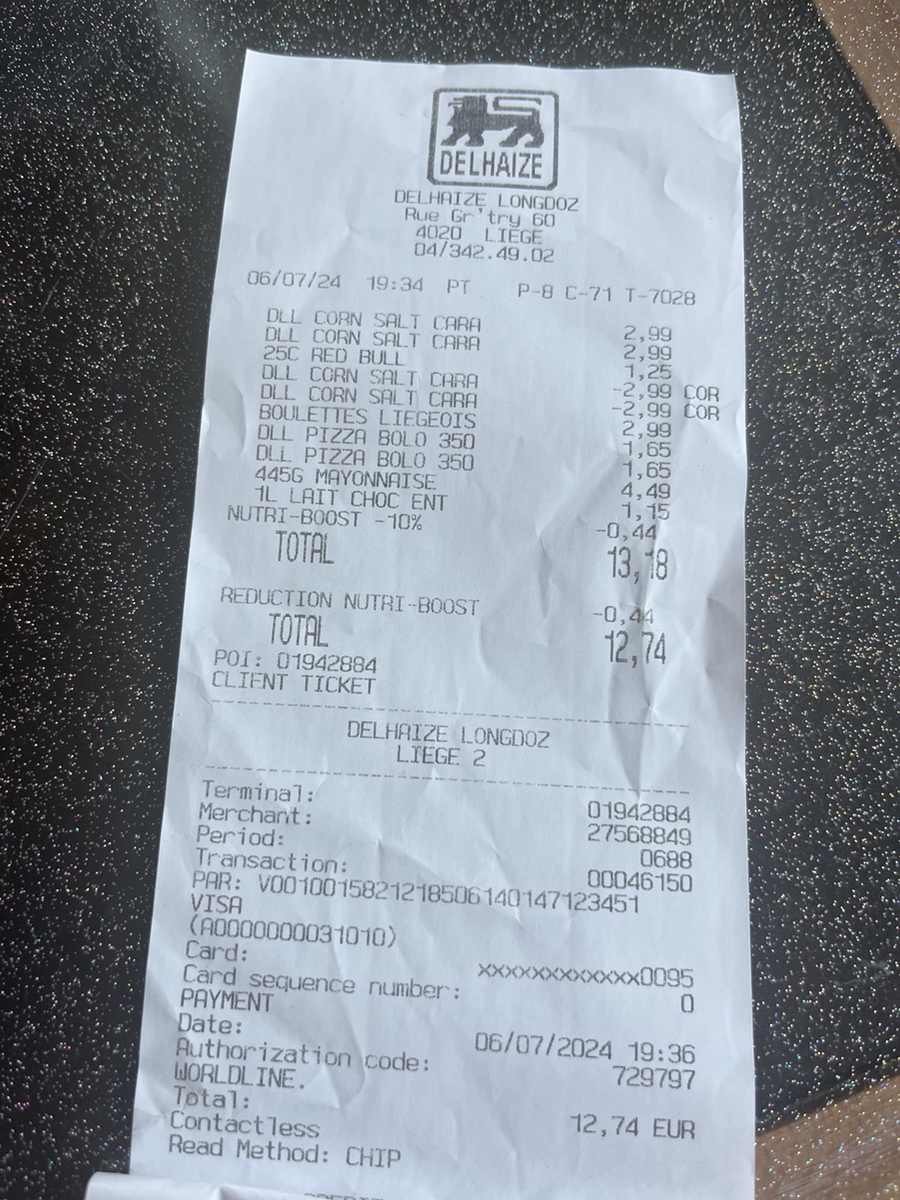 DELHAIZE
DELHAIZE LONGDOZ
Rue Gr'try 60
4020 LIEGE
04/342.49.02
06/07/24 19:34 PT P-8 C-71 T-7028
DLL CORN SALT CARA 2,99
DLL CORN SALT CARA 2,99
25C RED BULL 1,25
DLL CORN SALT CARA -2,99 COR
DLL CORN SALT CARA -2,99 COR
BOULETTES LIEGEOIS 2,99
DLL PIZZA BOLO 350 1,65
DLL PIZZA BOLO 350 1,65
445G MAYONNAISE 4,49
1L LAIT CHOC ENT 1,15
NUTRI-BOOST -10% -0,44
TOTAL 13,18
REDUCTION NUTRI-BOOST -0,44
TOTAL 12,74
POI: 01942884
CLIENT TICKET
DELHAIZE LONGDOZ
LIEGE 2
Terminal: 01942884
Merchant: 27568849
Period: 0688
Transaction: 00046150
PAR: V0010015821218506140147123451
VISA
(A0000000031010)
Card: xxxxxxxxxxxxx0095
Card sequence number: 0
PAYMENT
Date: 06/07/2024 19:36
Authorization code: 729797
WORLDLINE.
Total: 12,74 EUR
Contactless
Read Method: CHIP